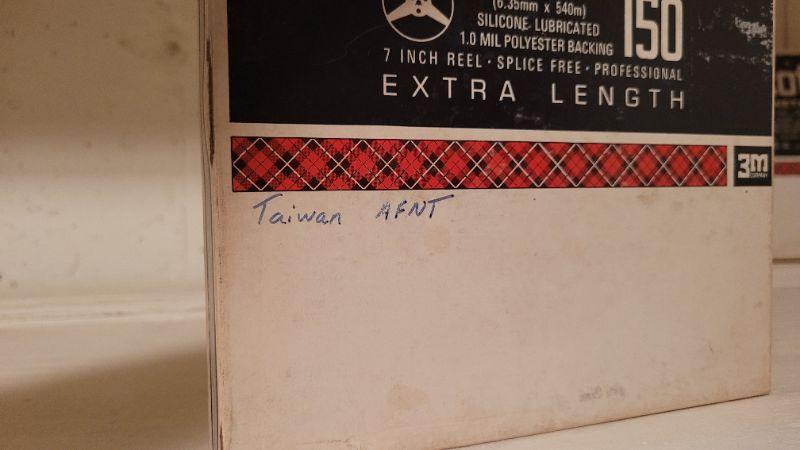 (6.35mm x 540m)
SILICONE LUBRICATED
1.0 MIL POLYESTER BACKING
150
7 INCH REEL · SPLICE FREE · PROFESSIONAL
EXTRA LENGTH
3M
COMPANY
Taiwan AFNT